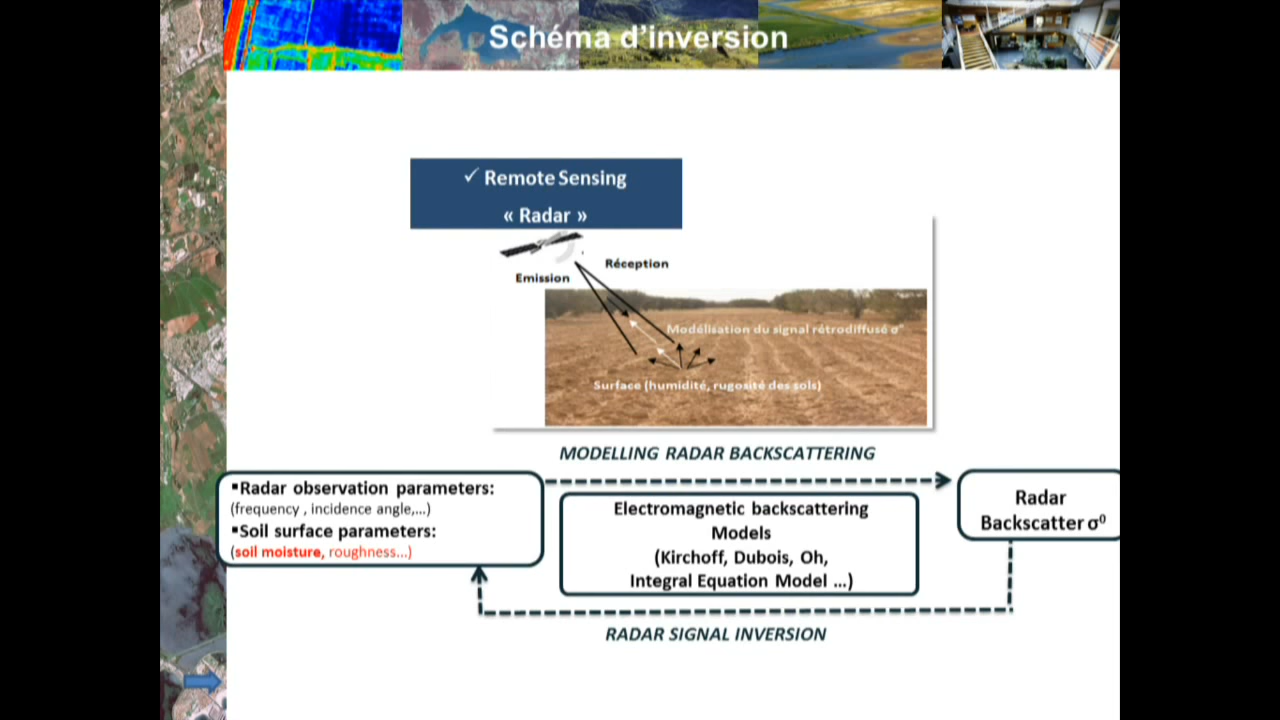 Schéma d’inversion
✓ Remote Sensing
« Radar »
Réception
Emission
Modélisation du signal rétrodiffusé σ°
Surface (humidité, rugosité des sols)
MODELLING RADAR BACKSCATTERING
▪Radar observation parameters:
(frequency , incidence angle,...)
▪Soil surface parameters:
(soil moisture, roughness...)
Electromagnetic backscattering
Models
(Kirchoff, Dubois, Oh,
Integral Equation Model ...)
Radar
Backscatter σ⁰
RADAR SIGNAL INVERSION